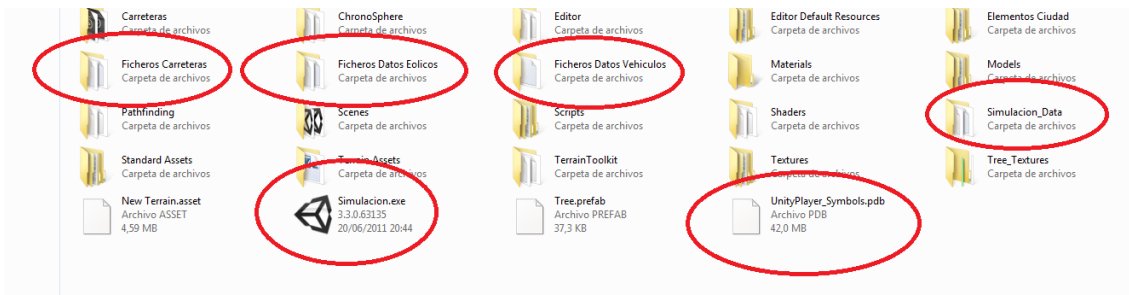 Carreteras
Carpeta de archivos
ChronoSphere
Carpeta de archivos
Editor
Carpeta de archivos
Editor Default Resources
Carpeta de archivos
Elementos Ciudad
Carpeta de archivos
Ficheros Carreteras
Carpeta de archivos
Ficheros Datos Eolicos
Carpeta de archivos
Ficheros Datos Vehiculos
Carpeta de archivos
Materials
Carpeta de archivos
Models
Carpeta de archivos
Pathfinding
Carpeta de archivos
Scenes
Carpeta de archivos
Scripts
Carpeta de archivos
Shaders
Carpeta de archivos
Simulacion_Data
Carpeta de archivos
Standard Assets
Carpeta de archivos
Terrain Assets
Carpeta de archivos
TerrainToolkit
Carpeta de archivos
Textures
Carpeta de archivos
Tree_Textures
Carpeta de archivos
New Terrain.asset
Archivo ASSET
4,59 MB
Simulacion.exe
3.3.0.63135
20/06/2011 20:44
Tree.prefab
Archivo PREFAB
37,3 KB
UnityPlayer_Symbols.pdb
Archivo PDB
42,0 MB